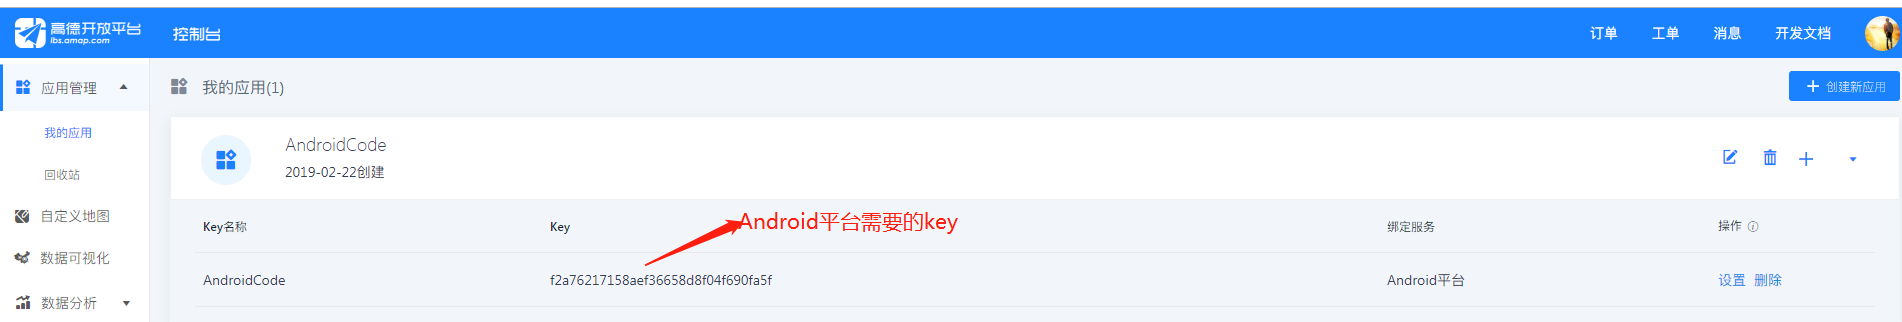 高德开放平台
lbs.amap.com
控制台
订单
工单
消息
开发文档
应用管理
我的应用(1)
创建新应用
我的应用
AndroidCode
2019-02-22创建
回收站
自定义地图
Key名称
Key
Android平台需要的key
绑定服务
操作
数据可视化
AndroidCode
f2a76217158aef36658d8f04f690fa5f
Android平台
设置 删除
数据分析